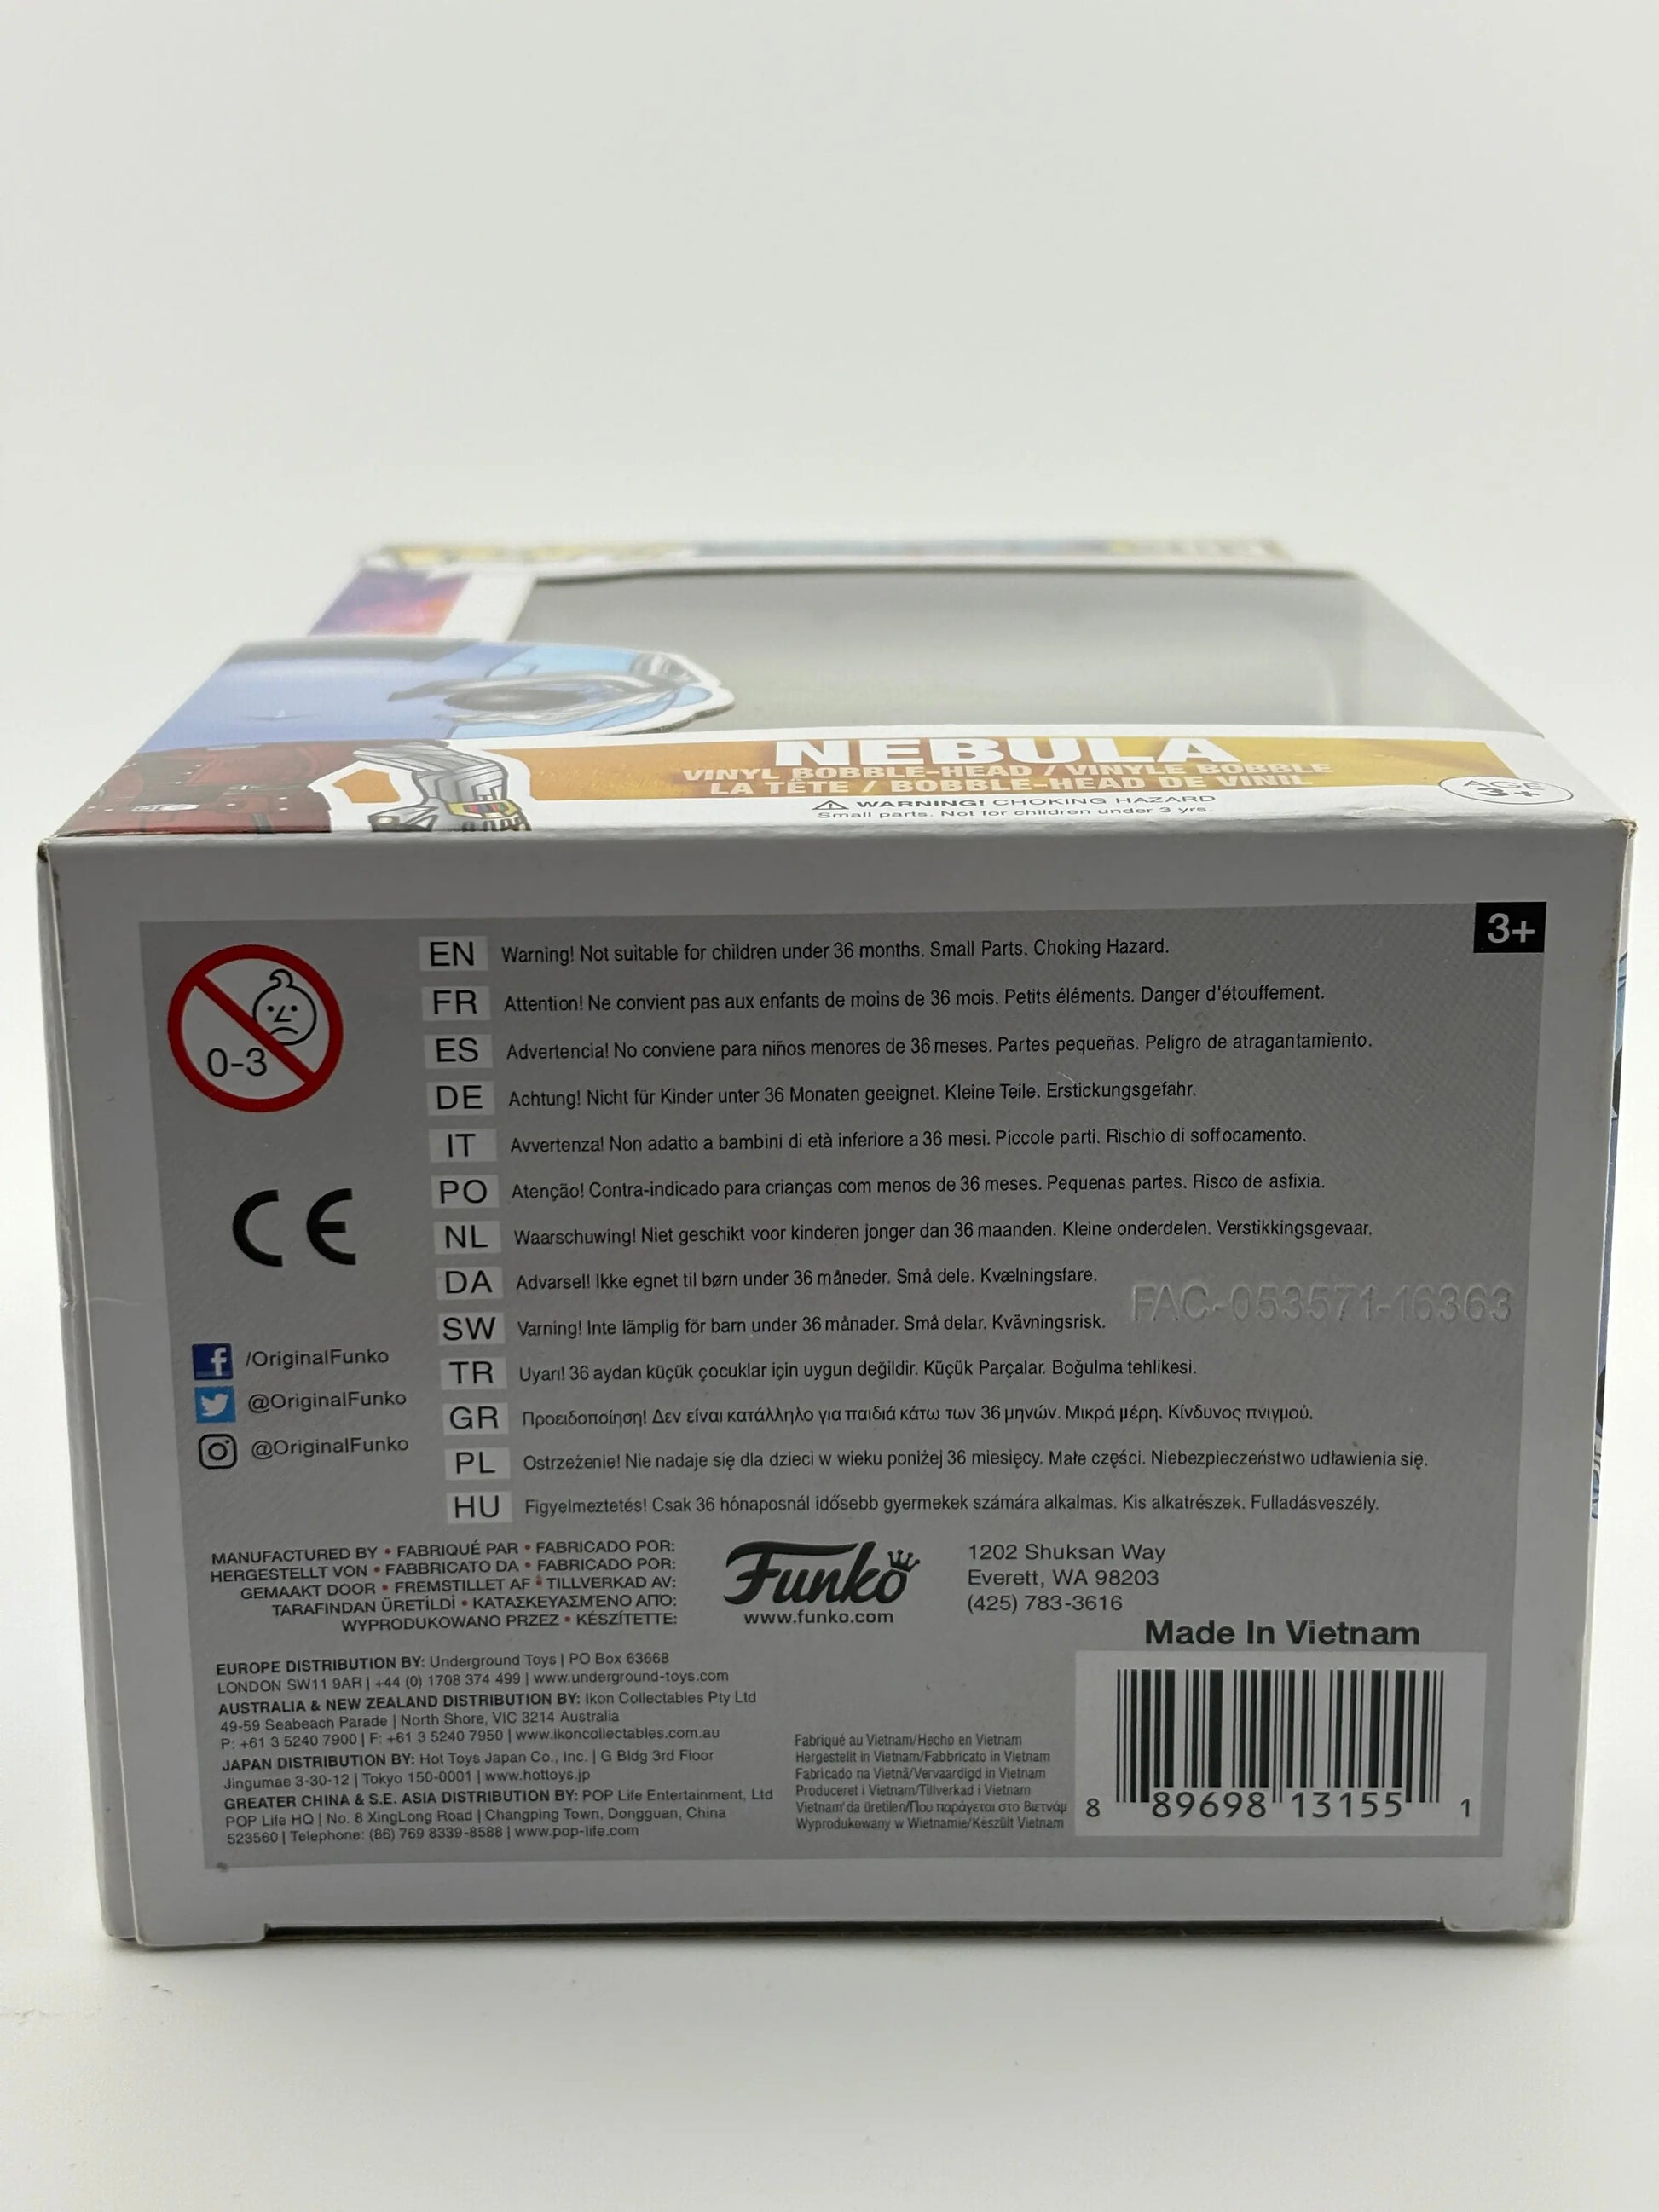 NEBULA
VINYL BOBBLE-HEAD / VINYLE BOBBLE
LA TÊTE / BOBBLE-HEAD DE VINIL
WARNING! CHOKING HAZARD
Small parts. Not for children under 3 yrs.
AGE
3+
3+
0-3
EN Warning! Not suitable for children under 36 months. Small Parts. Choking Hazard.
FR Attention! Ne convient pas aux enfants de moins de 36 mois. Petits éléments. Danger d'étouffement.
ES Advertencia! No conviene para niños menores de 36 meses. Partes pequeñas. Peligro de atragantamiento.
DE Achtung! Nicht für Kinder unter 36 Monaten geeignet. Kleine Teile. Erstickungsgefahr.
IT Avvertenza! Non adatto a bambini di età inferiore a 36 mesi. Piccole parti. Rischio di soffocamento.
PO Atenção! Contra-indicado para crianças com menos de 36 meses. Pequenas partes. Risco de asfixia.
NL Waarschuwing! Niet geschikt voor kinderen jonger dan 36 maanden. Kleine onderdelen. Verstikkingsgevaar.
DA Advarsel! Ikke egnet til børn under 36 måneder. Små dele. Kvælningsfare.
SW Varning! Inte lämplig för barn under 36 månader. Små delar. Kvävningsrisk.
TR Uyarı! 36 aydan küçük çocuklar için uygun değildir. Küçük Parçalar. Boğulma tehlikesi.
GR Προειδοποίηση! Δεν είναι κατάλληλο για παιδιά κάτω των 36 μηνών. Μικρά μέρη. Κίνδυνος πνιγμού.
PL Ostrzeżenie! Nie nadaje się dla dzieci w wieku poniżej 36 miesięcy. Małe części. Niebezpieczeństwo udławienia się.
HU Figyelmeztetés! Csak 36 hónaposnál idősebb gyermekek számára alkalmas. Kis alkatrészek. Fulladásveszély.
FAC-053571-16363
CE
/OriginalFunko
@OriginalFunko
@OriginalFunko
MANUFACTURED BY • FABRIQUÉ PAR • FABRICADO POR:
HERGESTELLT VON • FABBRICATO DA • FABRICADO POR:
GEMAAKT DOOR • FREMSTILLET AF • TILLVERKAD AV:
TARAFINDAN ÜRETİLDİ • ΚΑΤΑΣΚΕΥΑΣΜΈΝΟ ΑΠΌ:
WYPRODUKOWANO PRZEZ • KÉSZÍTETTE:
Funko
www.funko.com
1202 Shuksan Way
Everett, WA 98203
(425) 783-3616
Made In Vietnam
EUROPE DISTRIBUTION BY: Underground Toys | PO Box 63668
LONDON SW11 9AR | +44 (0) 1708 374 499 | www.underground-toys.com
AUSTRALIA & NEW ZEALAND DISTRIBUTION BY: Ikon Collectables Pty Ltd
49-59 Seabeach Parade | North Shore, VIC 3214 Australia
P: +61 3 5240 7900 | F: +61 3 5240 7950 | www.ikoncollectables.com.au
JAPAN DISTRIBUTION BY: Hot Toys Japan Co., Inc. | G Bldg 3rd Floor
Jingumae 3-30-12 | Tokyo 150-0001 | www.hottoys.jp
GREATER CHINA & S.E. ASIA DISTRIBUTION BY: POP Life Entertainment, Ltd
POP Life HQ | No. 8 XingLong Road | Changping Town, Dongguan, China
523560 | Telephone: (86) 769 8339-8588 | www.pop-life.com
Fabriqué au Vietnam/Hecho en Vietnam
Hergestellt in Vietnam/Fabbricato in Vietnam
Fabricado na Vietnã/Vervaardigd in Vietnam
Produceret i Vietnam/Tillverkad i Vietnam
Vietnam'da üretilen/Που παράγεται στο Βιετνάμ
Wyprodukowany w Wietnamie/Készült Vietnam
8 89698 13155 1